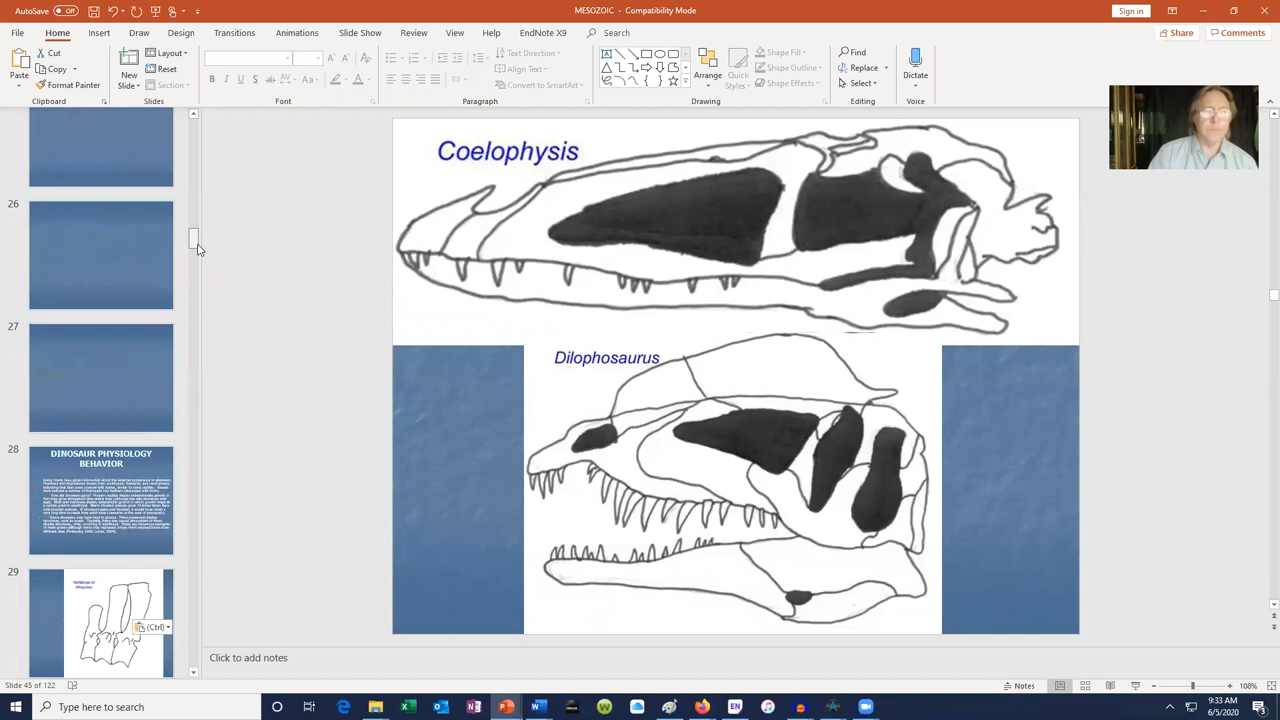 AutoSave Off
MESOZOIC - Compatibility Mode
Sign in
File Home Insert Draw Design Transitions Animations Slide Show Review View Help EndNote X9 Search Share Comments
Paste
Cut
Copy
Format Painter
Clipboard
New
Slide
Layout
Reset
Section
Slides
Font
Text Direction
Align Text
Convert to SmartArt
Paragraph
Arrange
Quick
Styles
Shape Fill
Shape Outline
Shape Effects
Drawing
Find
Replace
Select
Editing
Dictate
Voice
26
27
28
DINOSAUR PHYSIOLOGY
BEHAVIOR
29
Vertebrae of
(Ctrl)
Coelophysis
Dilophosaurus
Click to add notes
Slide 45 of 122
Notes
108%
Type here to search
9:33 AM
6/5/2020